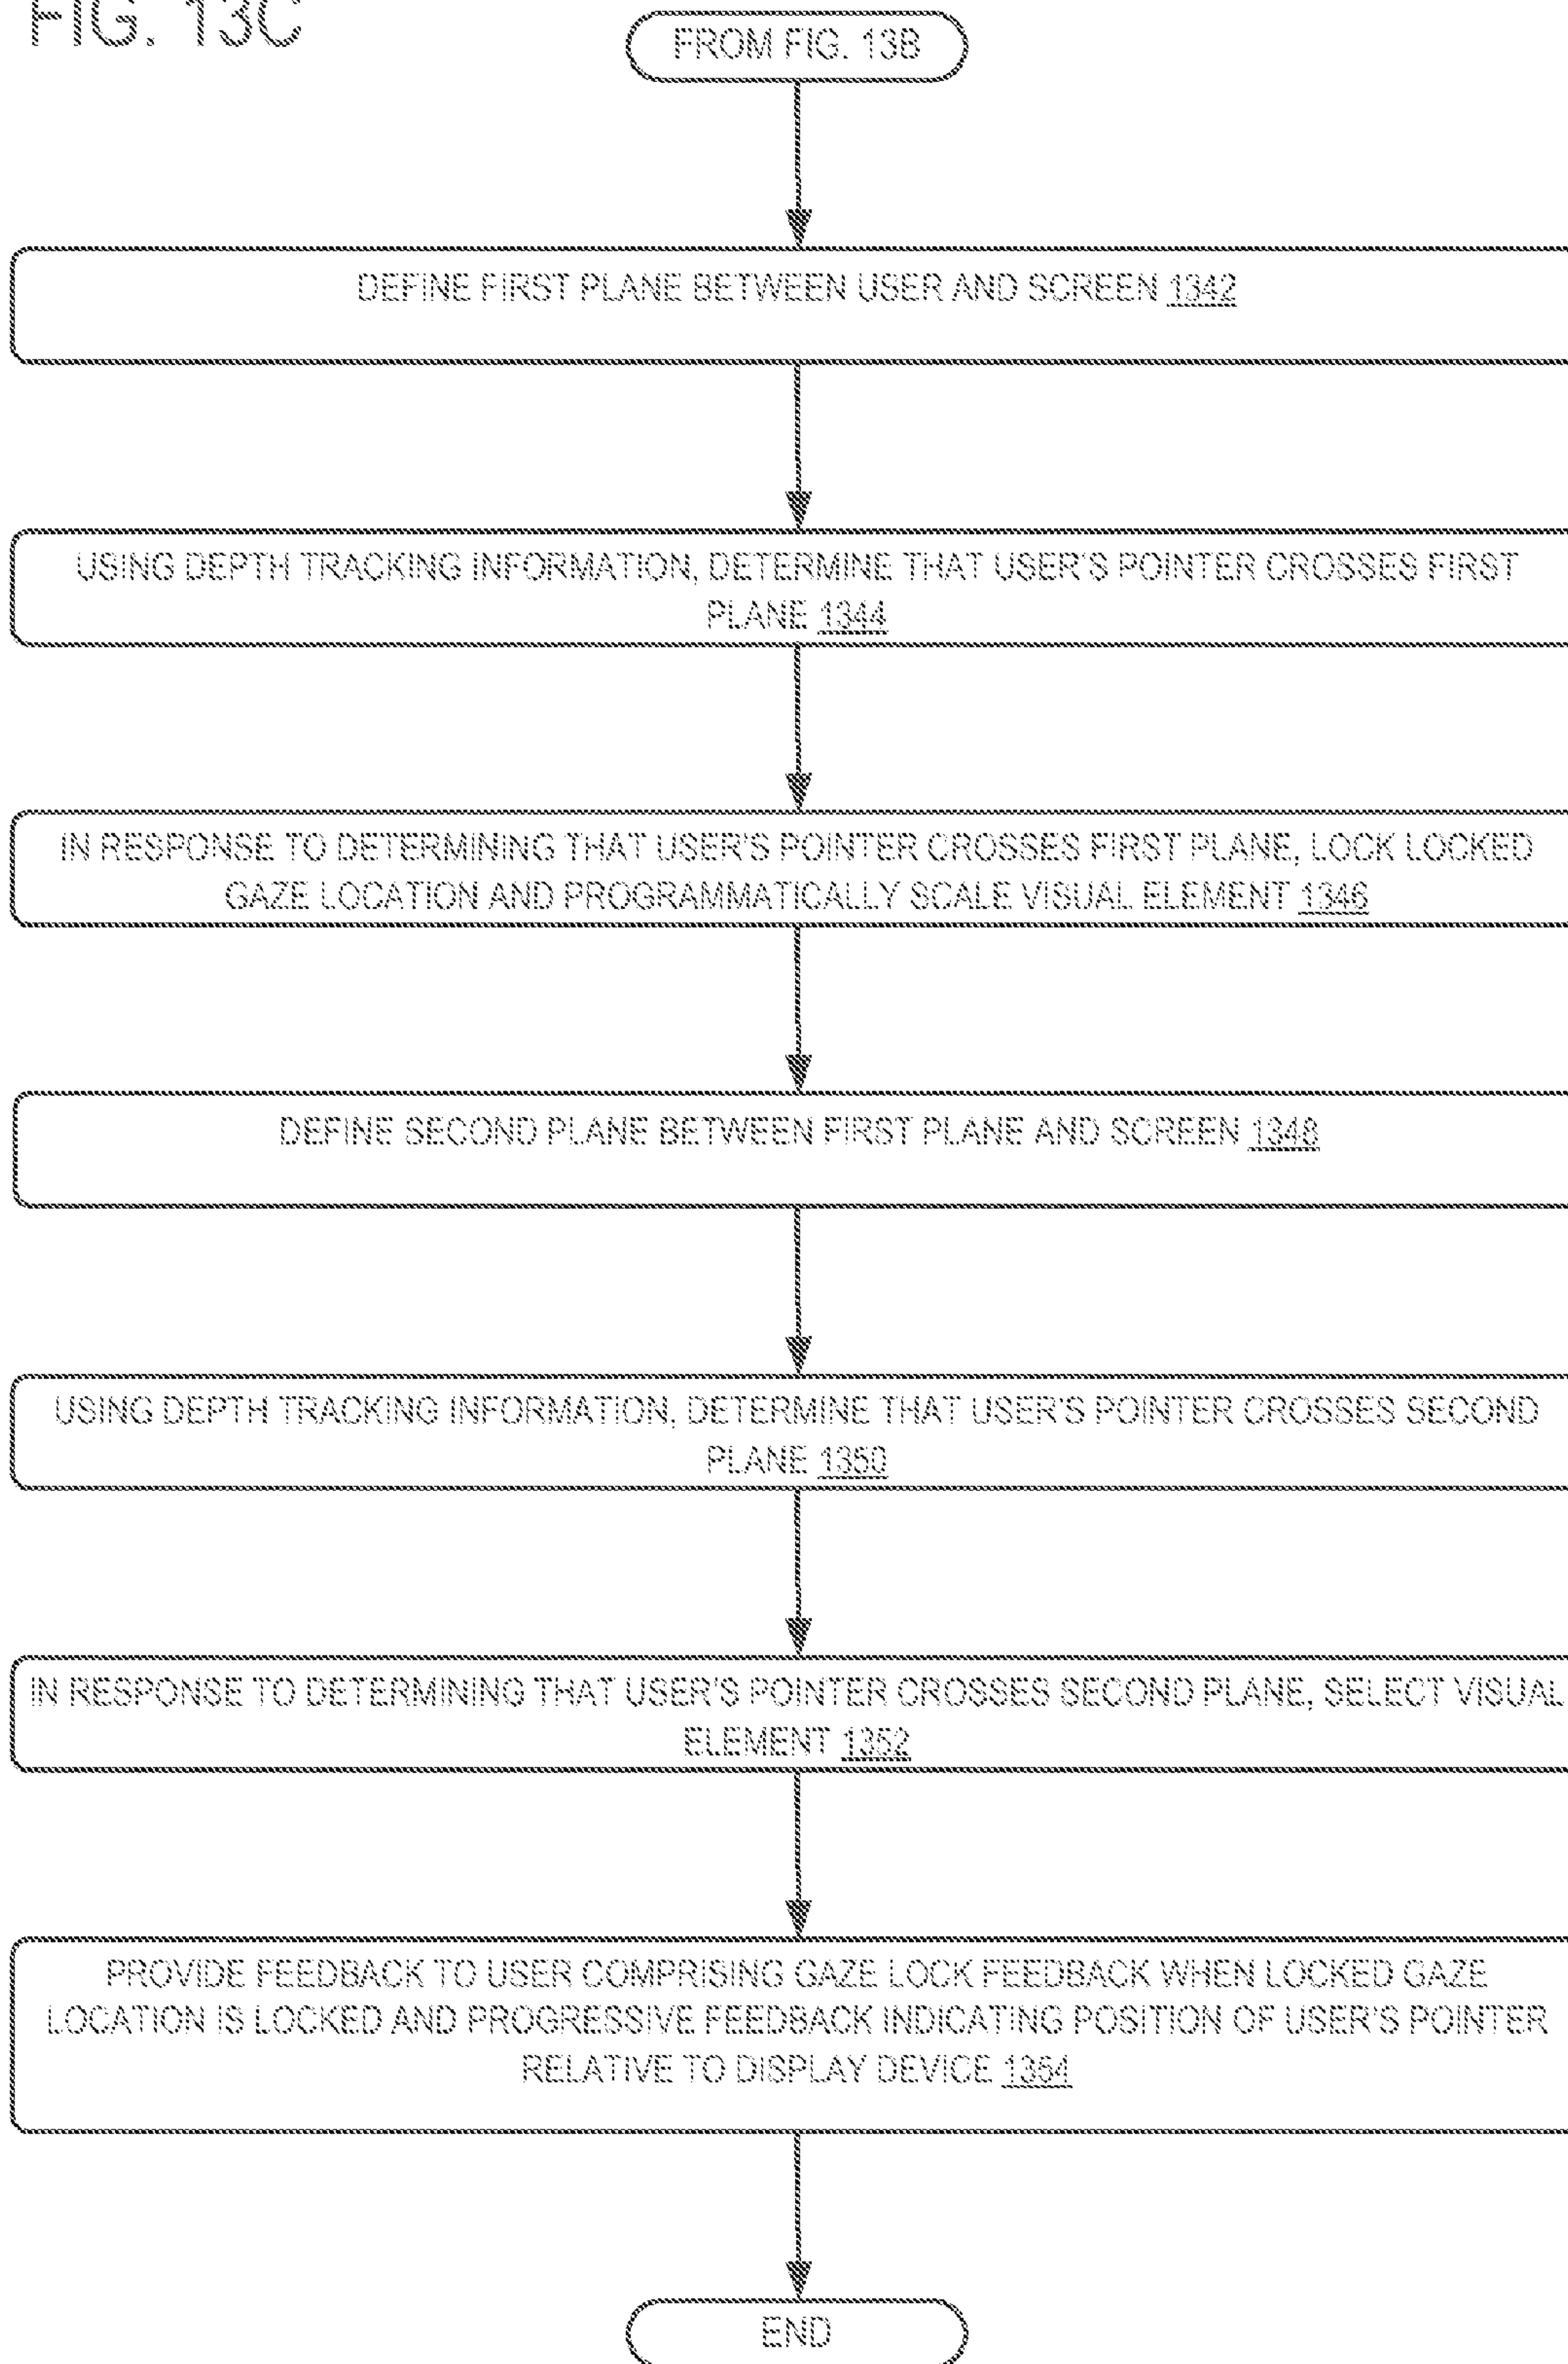 FIG. 13C
FROM FIG. 13B
DEFINE FIRST PLANE BETWEEN USER AND SCREEN 1342
USING DEPTH TRACKING INFORMATION, DETERMINE THAT USER'S POINTER CROSSES FIRST
PLANE 1344
IN RESPONSE TO DETERMINING THAT USER'S POINTER CROSSES FIRST PLANE, LOCK LOCKED
GAZE LOCATION AND PROGRAMMATICALLY SCALE VISUAL ELEMENT 1346
DEFINE SECOND PLANE BETWEEN FIRST PLANE AND SCREEN 1348
USING DEPTH TRACKING INFORMATION, DETERMINE THAT USER'S POINTER CROSSES SECOND
PLANE 1350
IN RESPONSE TO DETERMINING THAT USER'S POINTER CROSSES SECOND PLANE, SELECT VISUAL
ELEMENT 1352
PROVIDE FEEDBACK TO USER COMPRISING GAZE LOCK FEEDBACK WHEN LOCKED GAZE
LOCATION IS LOCKED AND PROGRESSIVE FEEDBACK INDICATING POSITION OF USER'S POINTER
RELATIVE TO DISPLAY DEVICE 1354
END